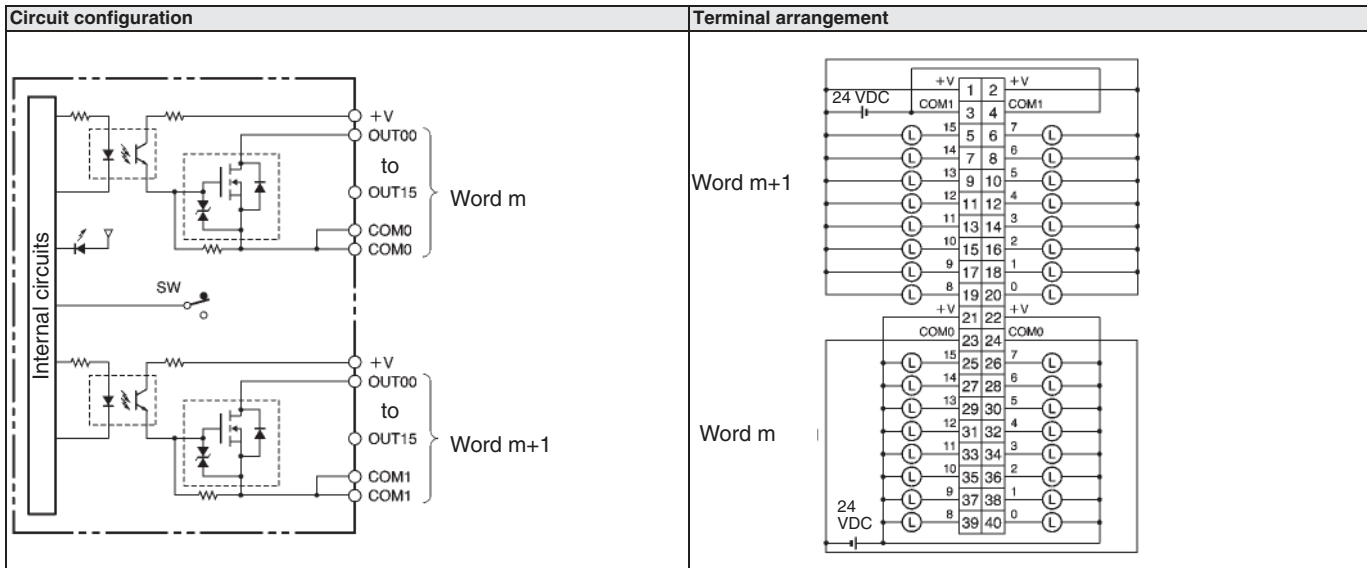 Circuit configuration
Terminal arrangement
Internal circuits
+V
OUT00
to
OUT15
COM0
COM0
Word m
SW
+V
OUT00
to
OUT15
COM1
COM1
Word m+1
Word m+1
24 VDC
+V 1 2 +V
COM1 3 4 COM1
L 15 5 6 7 L
L 14 7 8 6 L
L 13 9 10 5 L
L 12 11 12 4 L
L 11 13 14 3 L
L 10 15 16 2 L
L 9 17 18 1 L
L 8 19 20 0 L
+V 21 22 +V
COM0 23 24 COM0
L 15 25 26 7 L
L 14 27 28 6 L
L 13 29 30 5 L
L 12 31 32 4 L
L 11 33 34 3 L
L 10 35 36 2 L
L 9 37 38 1 L
L 8 39 40 0 L
Word m
24
VDC